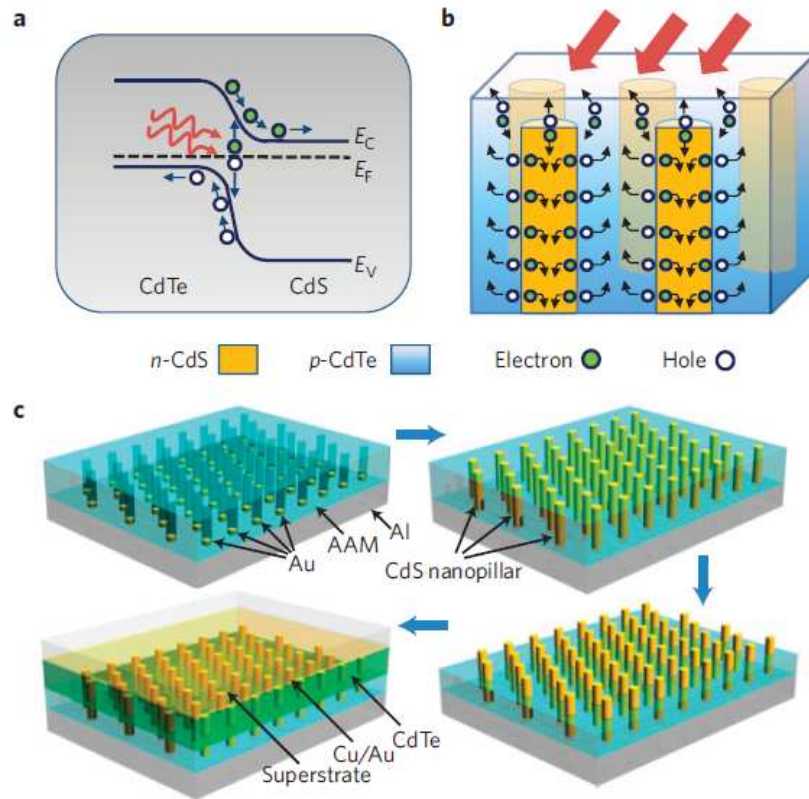 a
E_C
E_F
E_V
CdTe CdS
b
n-CdS p-CdTe Electron Hole
c
Au
AAM
Al
CdS nanopillar
CdTe
Cu/Au
Superstrate